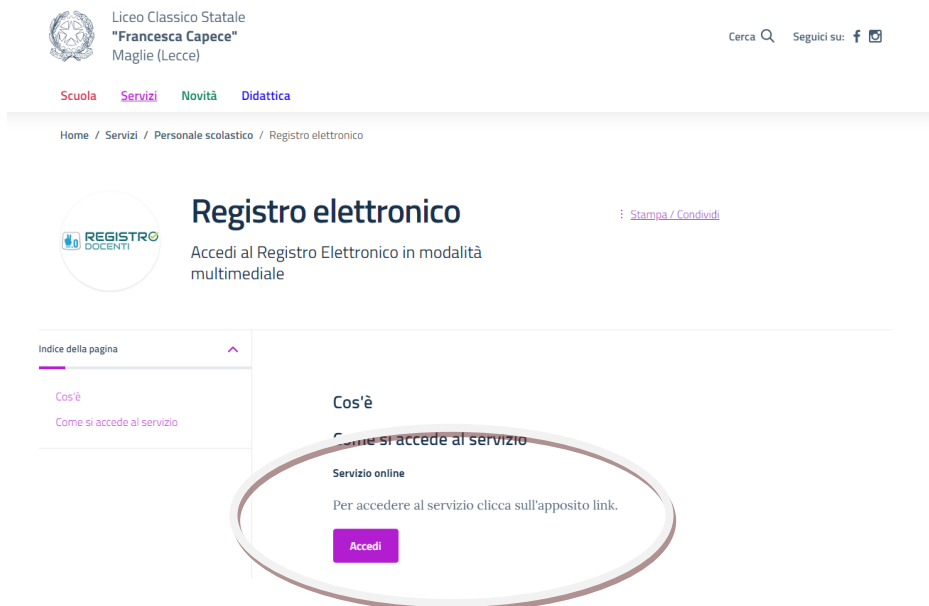 Liceo Classico Statale
"Francesca Capece"
Maglie (Lecce)
Cerca
Seguici su:
Scuola Servizi Novità Didattica
Home / Servizi / Personale scolastico / Registro elettronico
REGISTRO
DOCENTI
Registro elettronico
Accedi al Registro Elettronico in modalità
multimediale
Stampa / Condividi
Indice della pagina
Cos'è
Come si accede al servizio
Cos'è
Come si accede al servizio
Servizio online
Per accedere al servizio clicca sull'apposito link.
Accedi